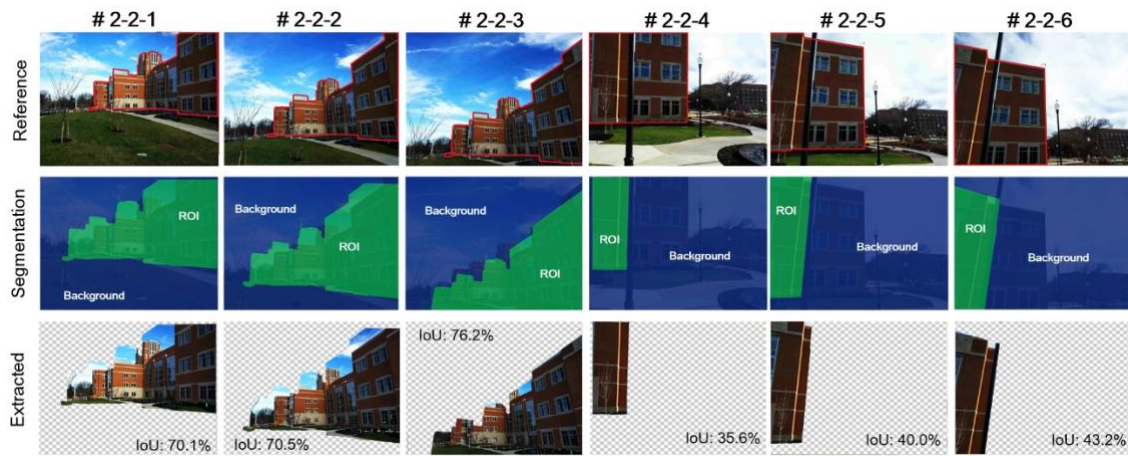 # 2-2-1 # 2-2-2 # 2-2-3 # 2-2-4 # 2-2-5 # 2-2-6
Reference
Segmentation
ROI
Background
Background
ROI
Background
ROI
ROI
Background
ROI
Background
ROI
Background
Extracted
IoU: 70.1%
IoU: 70.5%
IoU: 76.2%
IoU: 35.6%
IoU: 40.0%
IoU: 43.2%